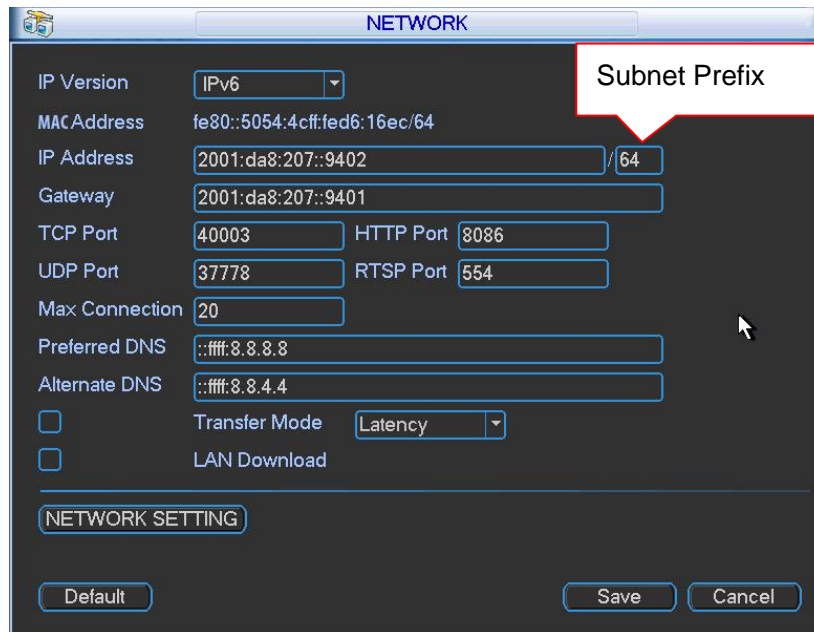 NETWORK
Subnet Prefix
IP Version IPv6
MAC Address fe80::5054:4cff:fed6:16ec/64
IP Address 2001:da8:207::9402 / 64
Gateway 2001:da8:207::9401
TCP Port 40003 HTTP Port 8086
UDP Port 37778 RTSP Port 554
Max Connection 20
Preferred DNS ::ffff:8.8.8.8
Alternate DNS ::ffff:8.8.4.4
Transfer Mode Latency
LAN Download
NETWORK SETTING
Default Save Cancel